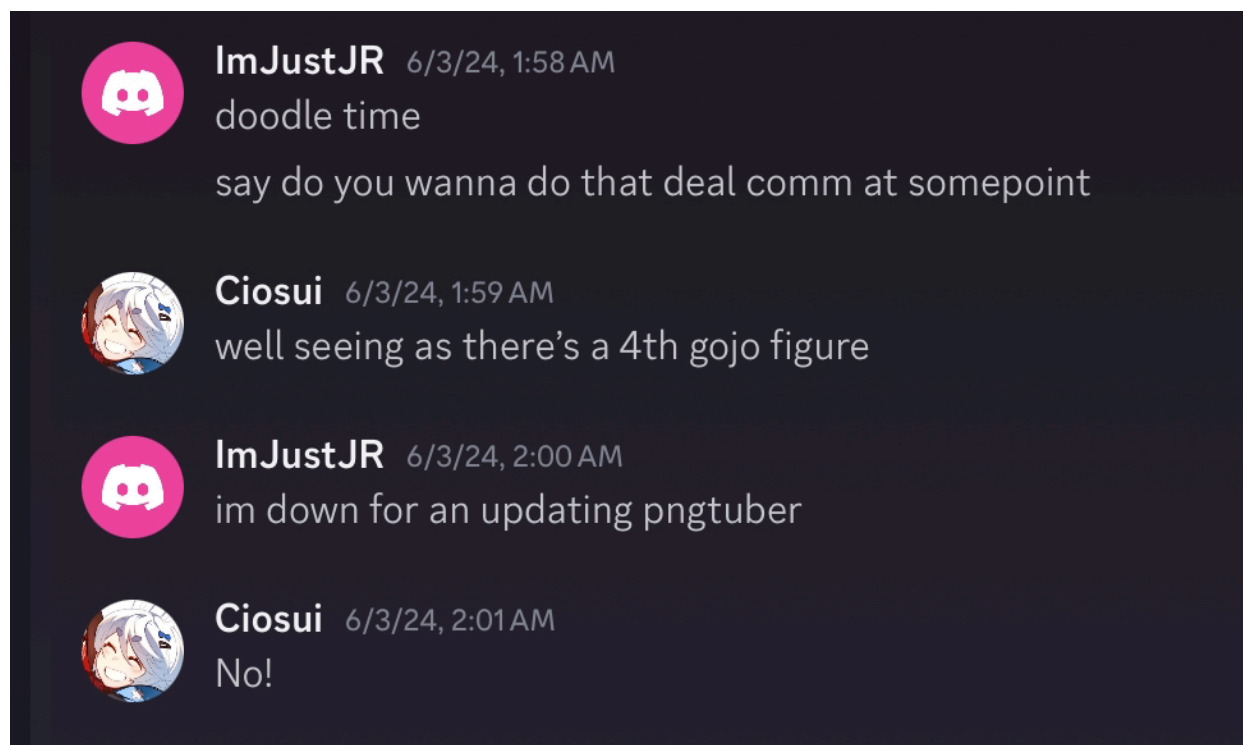 ImJustJR 6/3/24, 1:58 AM
doodle time
say do you wanna do that deal comm at somepoint
Ciosui 6/3/24, 1:59 AM
well seeing as there’s a 4th gojo figure
ImJustJR 6/3/24, 2:00 AM
im down for an updating pngtuber
Ciosui 6/3/24, 2:01 AM
No!